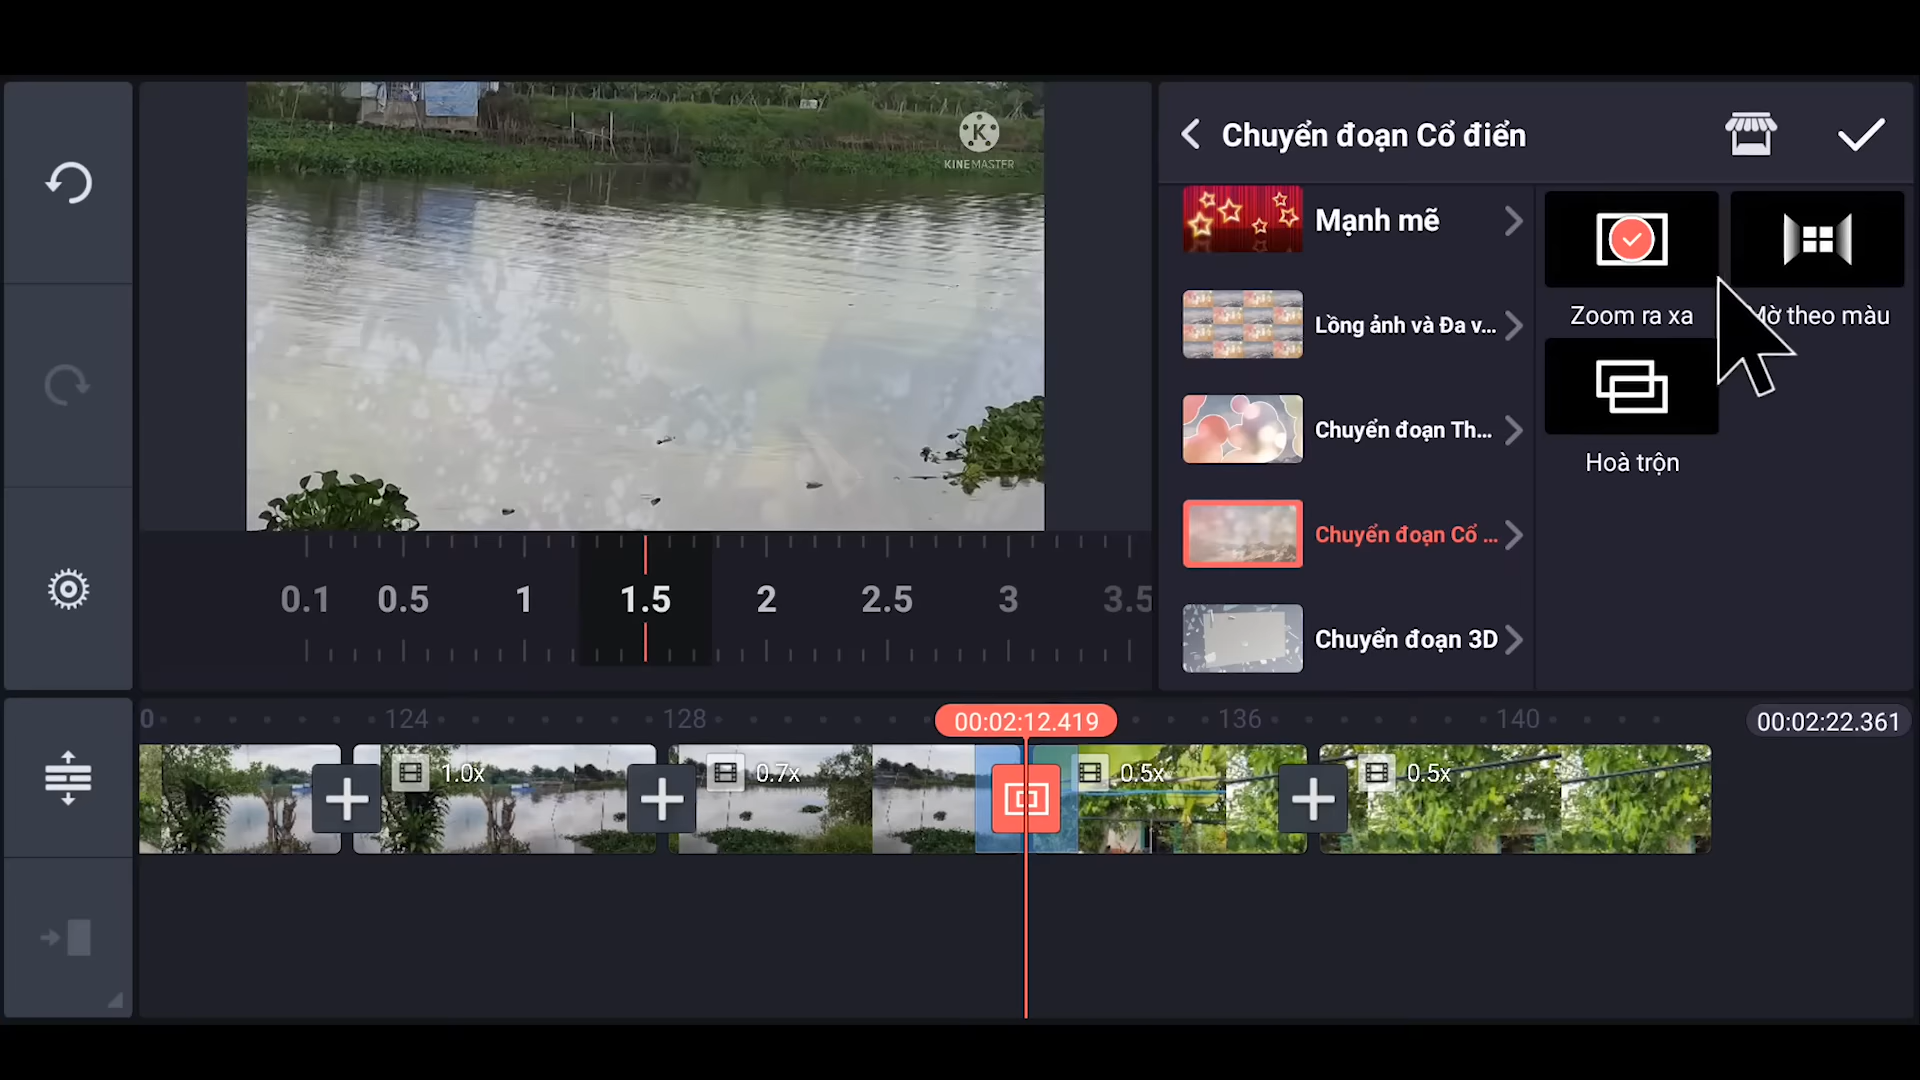 K
KINEMASTER
Chuyển đoạn Cổ điển
Mạnh mẽ
Lồng ảnh và Đa v...
Chuyển đoạn Th...
Chuyển đoạn Cổ ...
Chuyển đoạn 3D
Zoom ra xa
Mờ theo màu
Hoà trộn
0.1 0.5 1 1.5 2 2.5 3 3.5
0 124 128 00:02:12.419 136 140 00:02:22.361
1.0x 0.7x 0.5x 0.5x